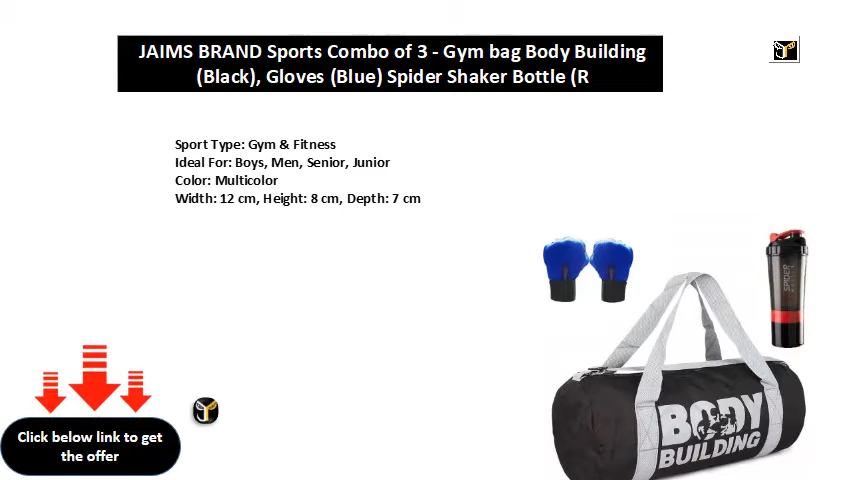 JAIMS BRAND Sports Combo of 3 - Gym bag Body Building
(Black), Gloves (Blue) Spider Shaker Bottle (R
Sport Type: Gym & Fitness
Ideal For: Boys, Men, Senior, Junior
Color: Multicolor
Width: 12 cm, Height: 8 cm, Depth: 7 cm
SPIDER
BODY
BUILDING
Click below link to get
the offer